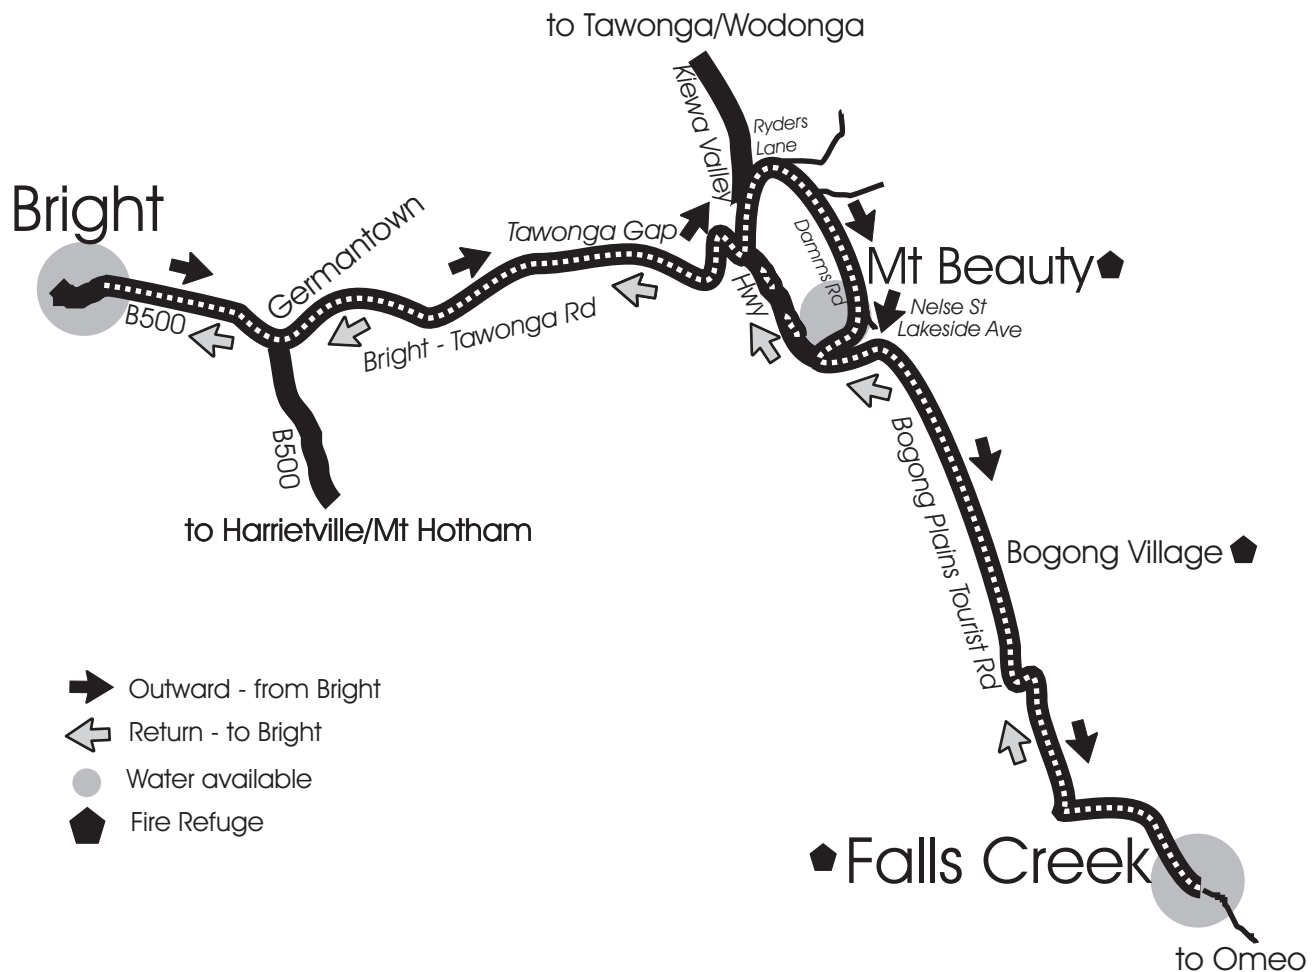 to Tawonga/Wodonga
Kiewa Valley
Hwy
Ryders
Lane
Bright
Germantown
Tawonga Gap
Damms Rd
Mt Beauty
Nelse St
Lakeside Ave
B500
Bright - Tawonga Rd
B500
to Harrietville/Mt Hotham
Bogong Plains Tourist Rd
Bogong Village
Outward - from Bright
Return - to Bright
Water available
Fire Refuge
Falls Creek
to Omeo